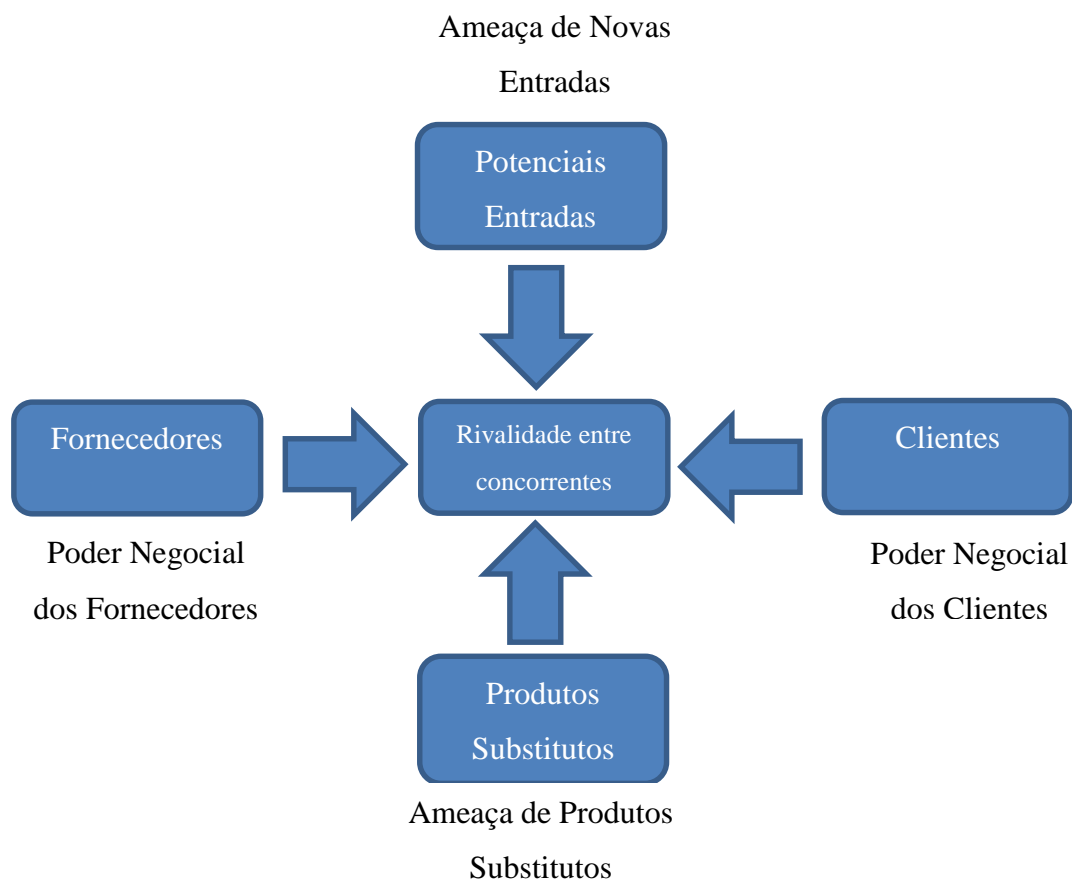 Ameaça de Novas
Entradas
Potenciais
Entradas
Fornecedores
Rivalidade entre
concorrentes
Clientes
Poder Negocial
dos Fornecedores
Poder Negocial
dos Clientes
Produtos
Substitutos
Ameaça de Produtos
Substitutos